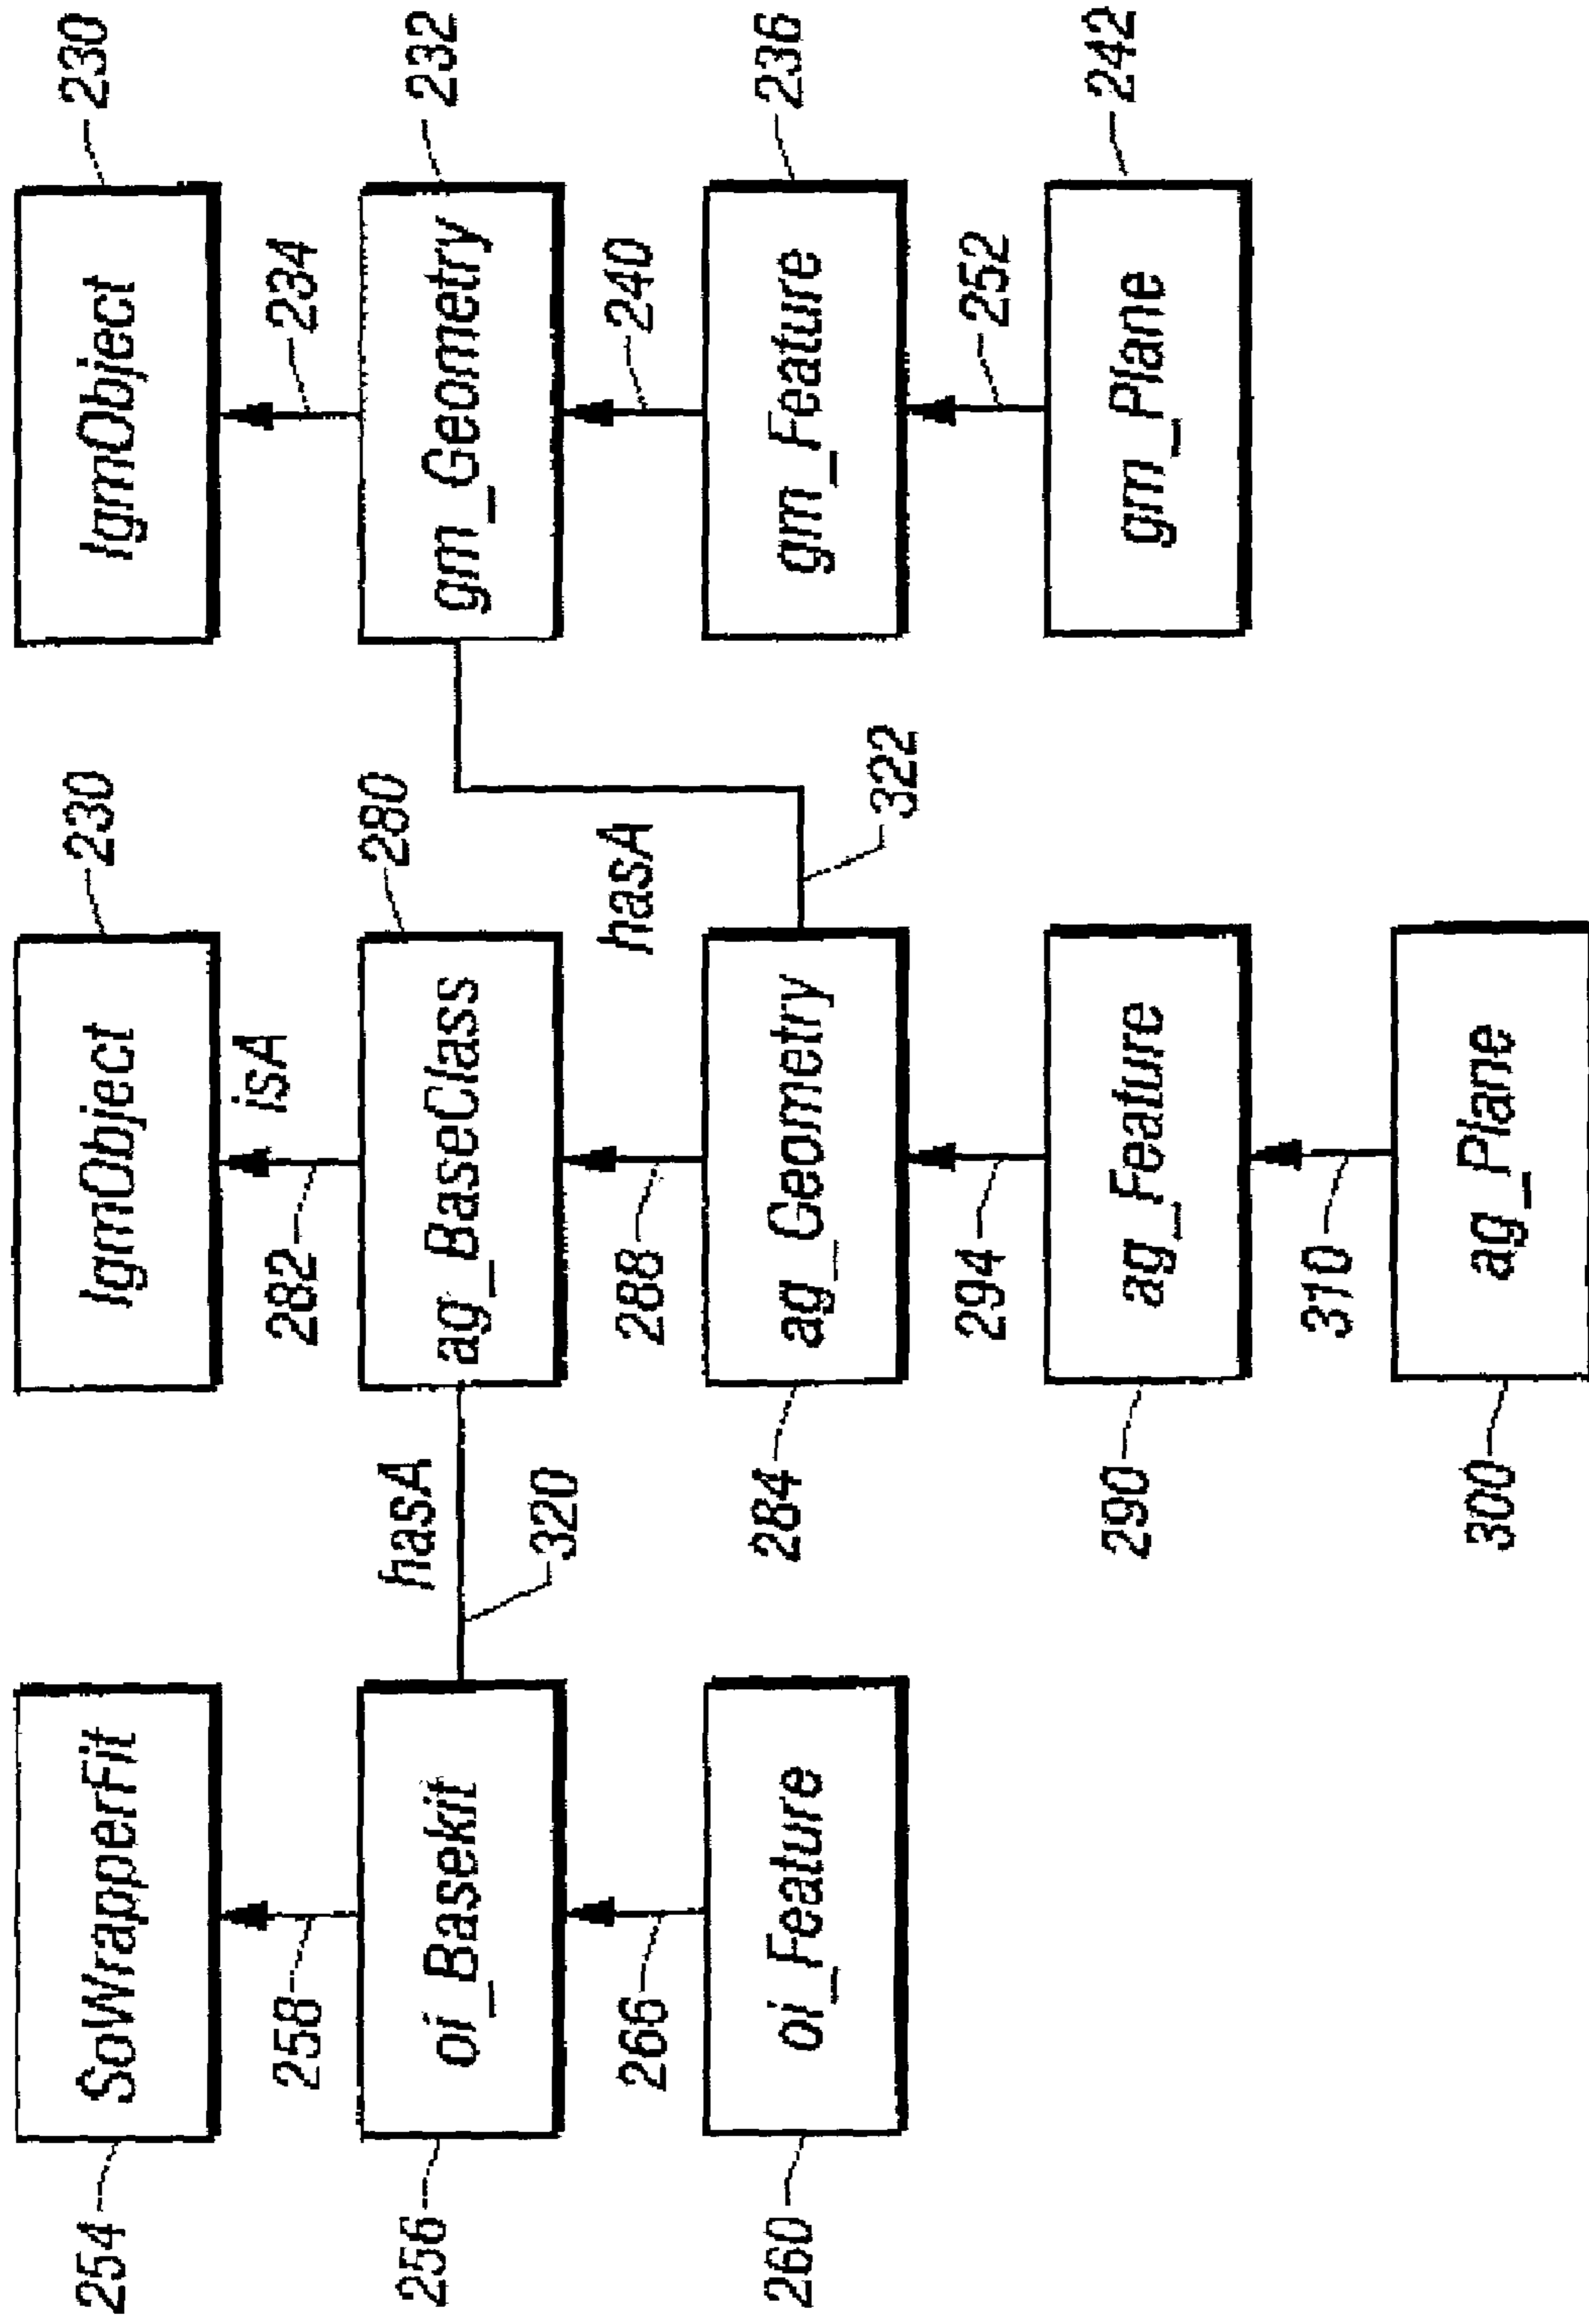 254
SoWrapperFit
IgmObject
230
IgmObject
230
258
282
isA
234
256
oi_Basekit
hasA
320
ag_BaseClass
280
gm_Geometry
232
266
288
hasA
240
260
oi_Feature
284
ag_Geometry
322
gm_Feature
236
294
252
290
ag_Feature
gm_Plane
242
310
300
ag_Plane